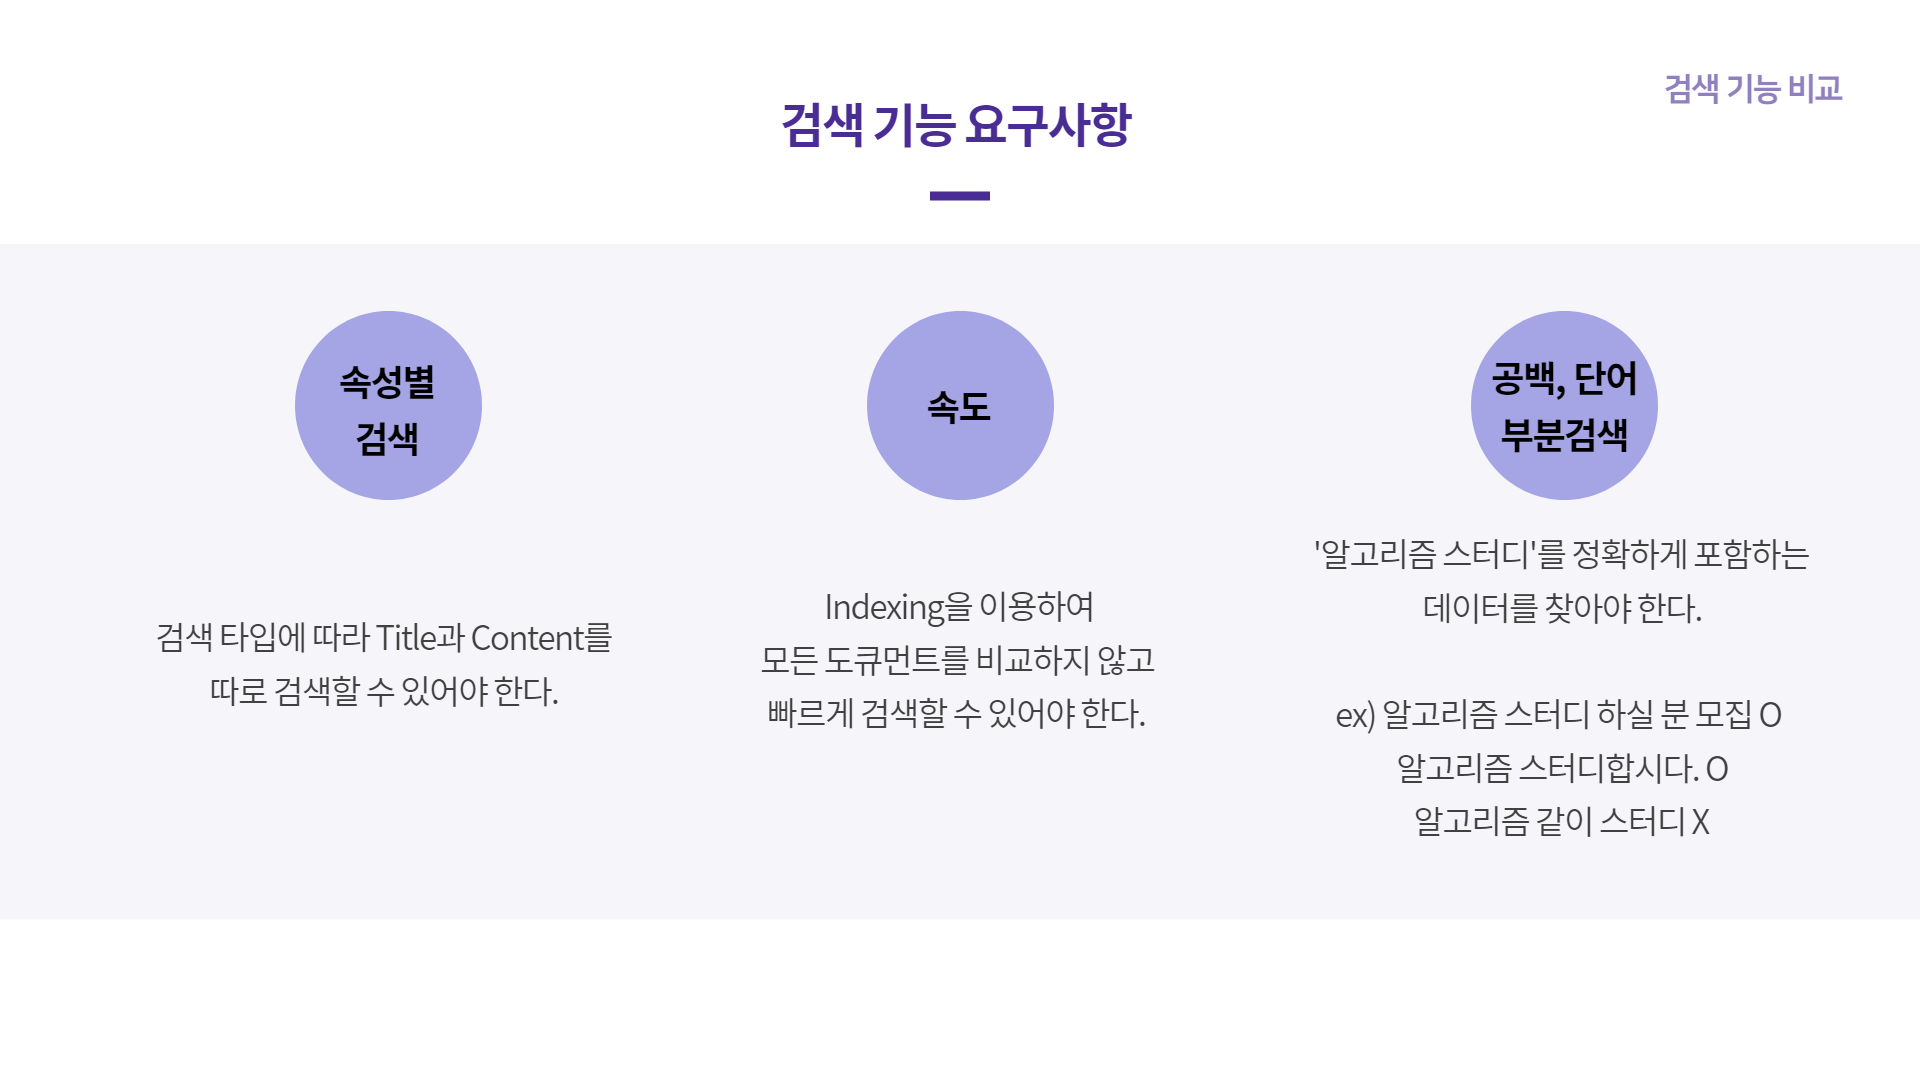 검색 기능 비교
검색 기능 요구사항
속성별
검색
검색 타입에 따라 Title과 Content를
따로 검색할 수 있어야 한다.
속도
Indexing을 이용하여
모든 도큐먼트를 비교하지 않고
빠르게 검색할 수 있어야 한다.
공백, 단어
부분검색
'알고리즘 스터디'를 정확하게 포함하는
데이터를 찾아야 한다.
ex) 알고리즘 스터디 하실 분 모집 O
알고리즘 스터디합시다. O
알고리즘 같이 스터디 X